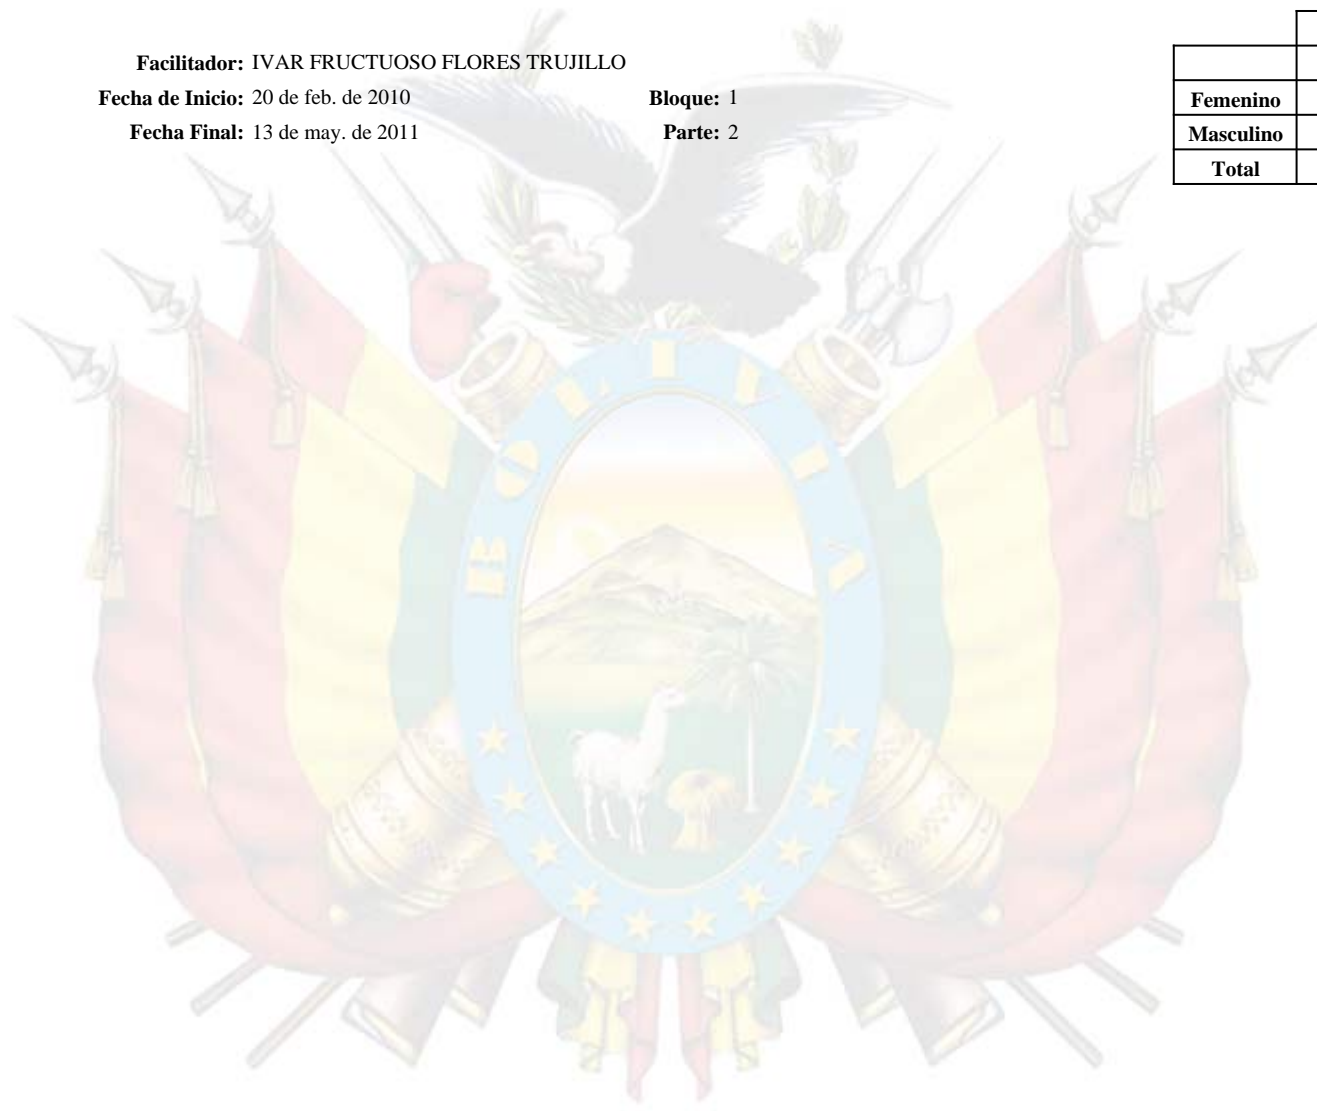 Facilitador: IVAR FRUCTUOSO FLORES TRUJILLO
Fecha de Inicio: 20 de feb. de 2010 Bloque: 1
Fecha Final: 13 de may. de 2011 Parte: 2
Femenino
Masculino
Total
BOLIVIA